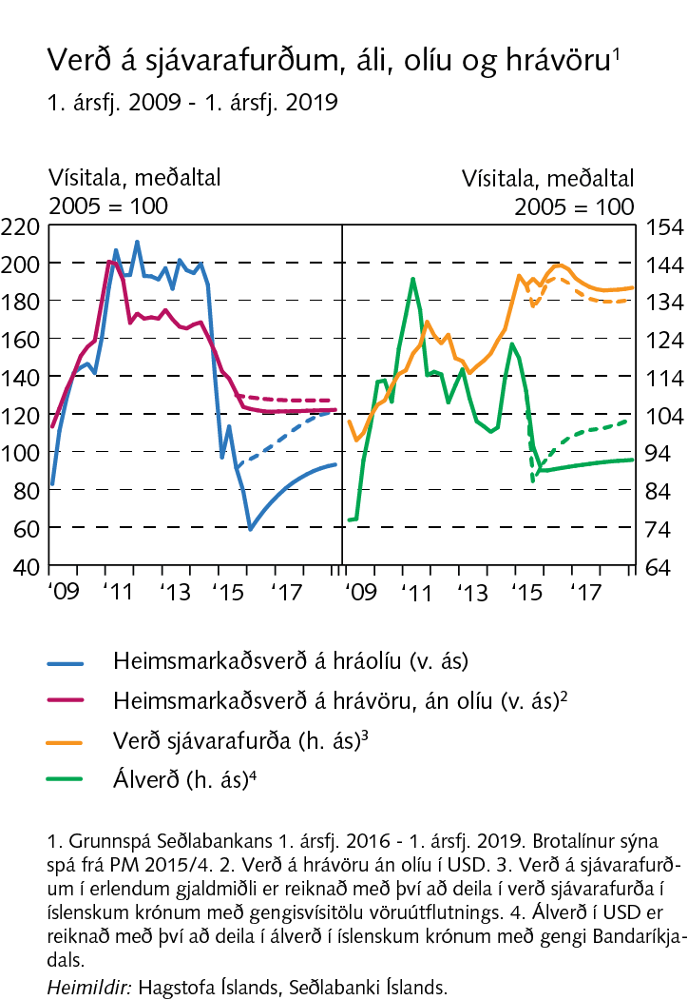 Verð á sjávarafurðum, áli, olíu og hrávöru¹
1. ársfj. 2009 - 1. ársfj. 2019
Vísitala, meðaltal
2005 = 100
Vísitala, meðaltal
2005 = 100
220
200
180
160
140
120
100
80
60
40
154
144
134
124
114
104
94
84
74
64
‘09 ‘11 ‘13 ‘15 ‘17
‘09 ‘11 ‘13 ‘15 ‘17
Heimsmarkaðsverð á hráolíu (v. ás)
Heimsmarkaðsverð á hrávöru, án olíu (v. ás)²
Verð sjávarafurða (h. ás)³
Álverð (h. ás)⁴
1. Grunnspá Seðlabankans 1. ársfj. 2016 - 1. ársfj. 2019. Brotalínur sýna
spá frá PM 2015/4. 2. Verð á hrávöru án olíu í USD. 3. Verð á sjávarafurð-
um í erlendum gjaldmiðli er reiknað með því að deila í verð sjávarafurða í
íslenskum krónum með gengisvísitölu vöruútflutnings. 4. Álverð í USD er
reiknað með því að deila í álverð í íslenskum krónum með gengi Bandaríkja-
dals.
Heimildir: Hagstofa Íslands, Seðlabanki Íslands.